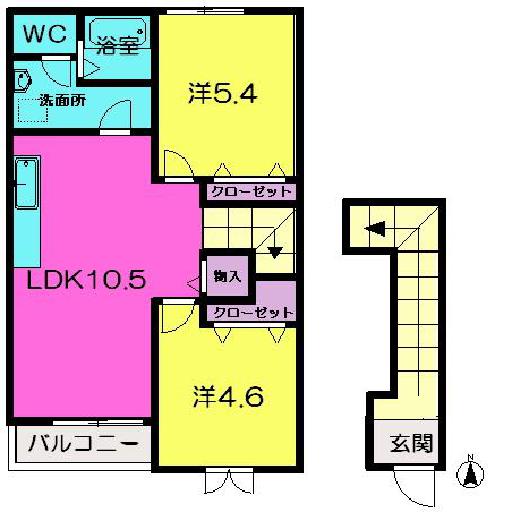 WC
浴室
洗面所
洋5.4
クローゼット
LDK10.5
物入
クローゼット
洋4.6
バルコニー
玄関
N